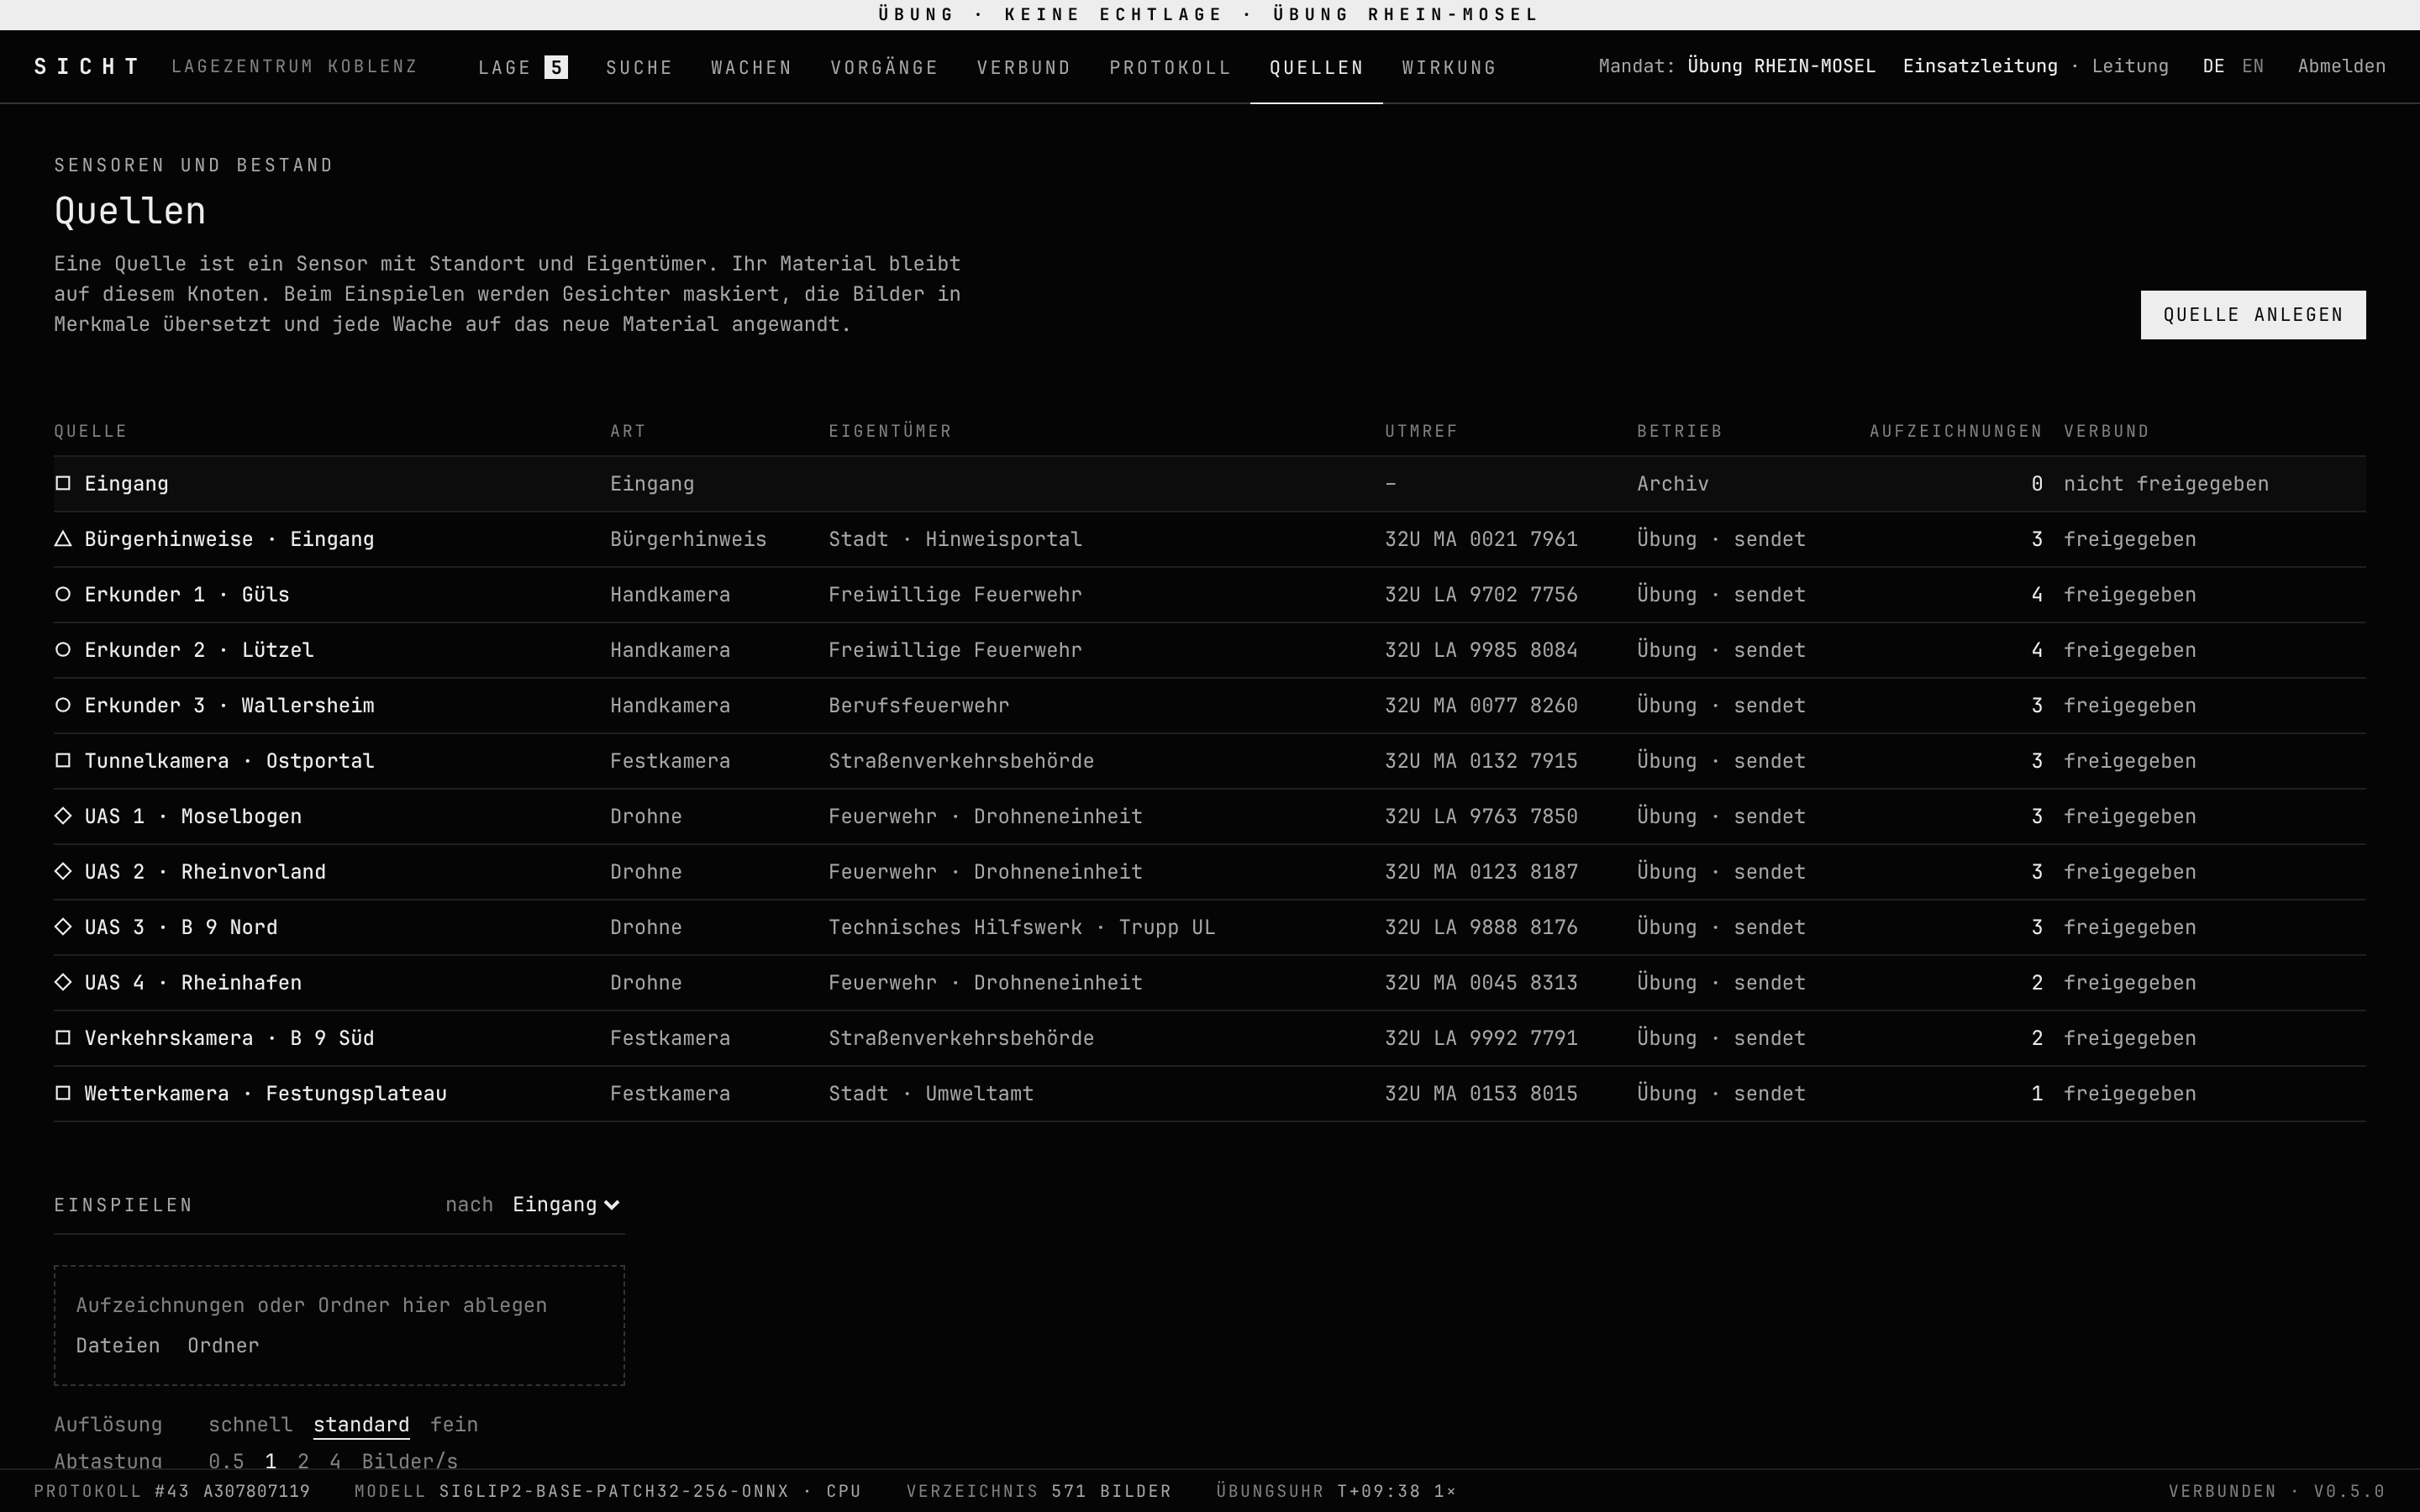 ÜBUNG · KEINE ECHTLAGE · ÜBUNG RHEIN-MOSEL
SICHT LAGEZENTRUM KOBLENZ LAGE 5 SUCHE WACHEN VORGÄNGE VERBUND PROTOKOLL QUELLEN WIRKUNG Mandat: Übung RHEIN-MOSEL Einsatzleitung · Leitung DE EN Abmelden
SENSOREN UND BESTAND
Quellen
Eine Quelle ist ein Sensor mit Standort und Eigentümer. Ihr Material bleibt
auf diesem Knoten. Beim Einspielen werden Gesichter maskiert, die Bilder in
Merkmale übersetzt und jede Wache auf das neue Material angewandt.
QUELLE ANLEGEN
QUELLE ART EIGENTÜMER UTMREF BETRIEB AUFZEICHNUNGEN VERBUND
Eingang Eingang – Archiv 0 nicht freigegeben
Bürgerhinweise · Eingang Bürgerhinweis Stadt · Hinweisportal 32U MA 0021 7961 Übung · sendet 3 freigegeben
Erkunder 1 · Güls Handkamera Freiwillige Feuerwehr 32U LA 9702 7756 Übung · sendet 4 freigegeben
Erkunder 2 · Lützel Handkamera Freiwillige Feuerwehr 32U LA 9985 8084 Übung · sendet 4 freigegeben
Erkunder 3 · Wallersheim Handkamera Berufsfeuerwehr 32U MA 0077 8260 Übung · sendet 3 freigegeben
Tunnelkamera · Ostportal Festkamera Straßenverkehrsbehörde 32U MA 0132 7915 Übung · sendet 3 freigegeben
UAS 1 · Moselbogen Drohne Feuerwehr · Drohneneinheit 32U LA 9763 7850 Übung · sendet 3 freigegeben
UAS 2 · Rheinvorland Drohne Feuerwehr · Drohneneinheit 32U MA 0123 8187 Übung · sendet 3 freigegeben
UAS 3 · B 9 Nord Drohne Technisches Hilfswerk · Trupp UL 32U LA 9888 8176 Übung · sendet 3 freigegeben
UAS 4 · Rheinhafen Drohne Feuerwehr · Drohneneinheit 32U MA 0045 8313 Übung · sendet 2 freigegeben
Verkehrskamera · B 9 Süd Festkamera Straßenverkehrsbehörde 32U LA 9992 7791 Übung · sendet 2 freigegeben
Wetterkamera · Festungsplateau Festkamera Stadt · Umweltamt 32U MA 0153 8015 Übung · sendet 1 freigegeben
EINSPIELEN nach Eingang
Aufzeichnungen oder Ordner hier ablegen
Dateien Ordner
Auflösung schnell standard fein
Abtastung 0.5 1 2 4 Bilder/s
PROTOKOLL #43 A307807119 MODELL SIGLIP2-BASE-PATCH32-256-ONNX · CPU VERZEICHNIS 571 BILDER ÜBUNGSUHR T+09:38 1× VERBUNDEN · V0.5.0